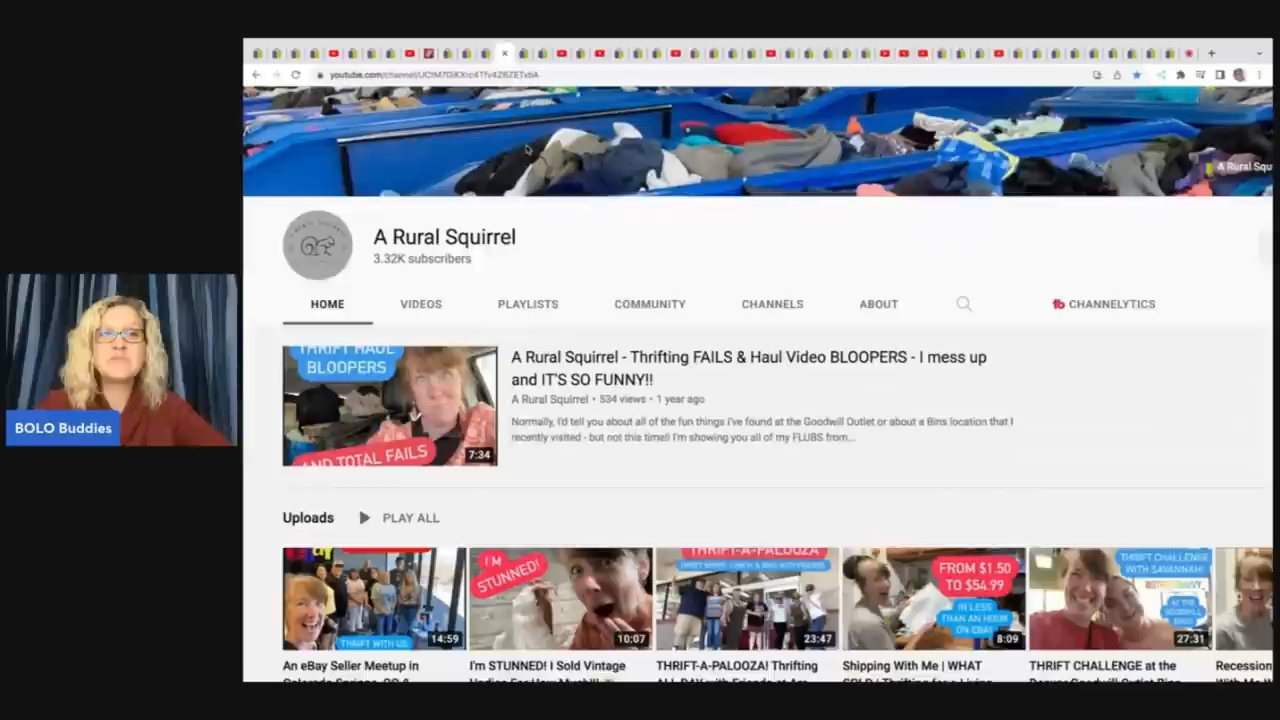 A Rural Squ
A Rural Squirrel
3.32K subscribers
HOME
VIDEOS
PLAYLISTS
COMMUNITY
CHANNELS
ABOUT
tb CHANNELYTICS
THRIFT HAUL
BLOOPERS
AND TOTAL FAILS
7:34
A Rural Squirrel - Thrifting FAILS & Haul Video BLOOPERS - I mess up
and IT'S SO FUNNY!!
A Rural Squirrel • 534 views • 1 year ago
Normally, I'd tell you about all of the fun things I've found at the Goodwill Outlet or about a Bins location that I
recently visited - but not this time!! I'm showing you all of my FLUBS from...
BOLO Buddies
Uploads
PLAY ALL
THRIFT WITH US
14:59
I'M
STUNNED!
10:07
THRIFT-A-PALOOZA
23:47
FROM $1.50
TO $54.99
IN LESS
THAN AN HOUR
ON EBAY
8:09
THRIFT CHALLENGE
WITH SAVANNAH!
AT THE
GOODWILL
27:31
An eBay Seller Meetup in
I'm STUNNED! I Sold Vintage
THRIFT-A-PALOOZA! Thrifting
Shipping With Me | WHAT
THRIFT CHALLENGE at the
Recession